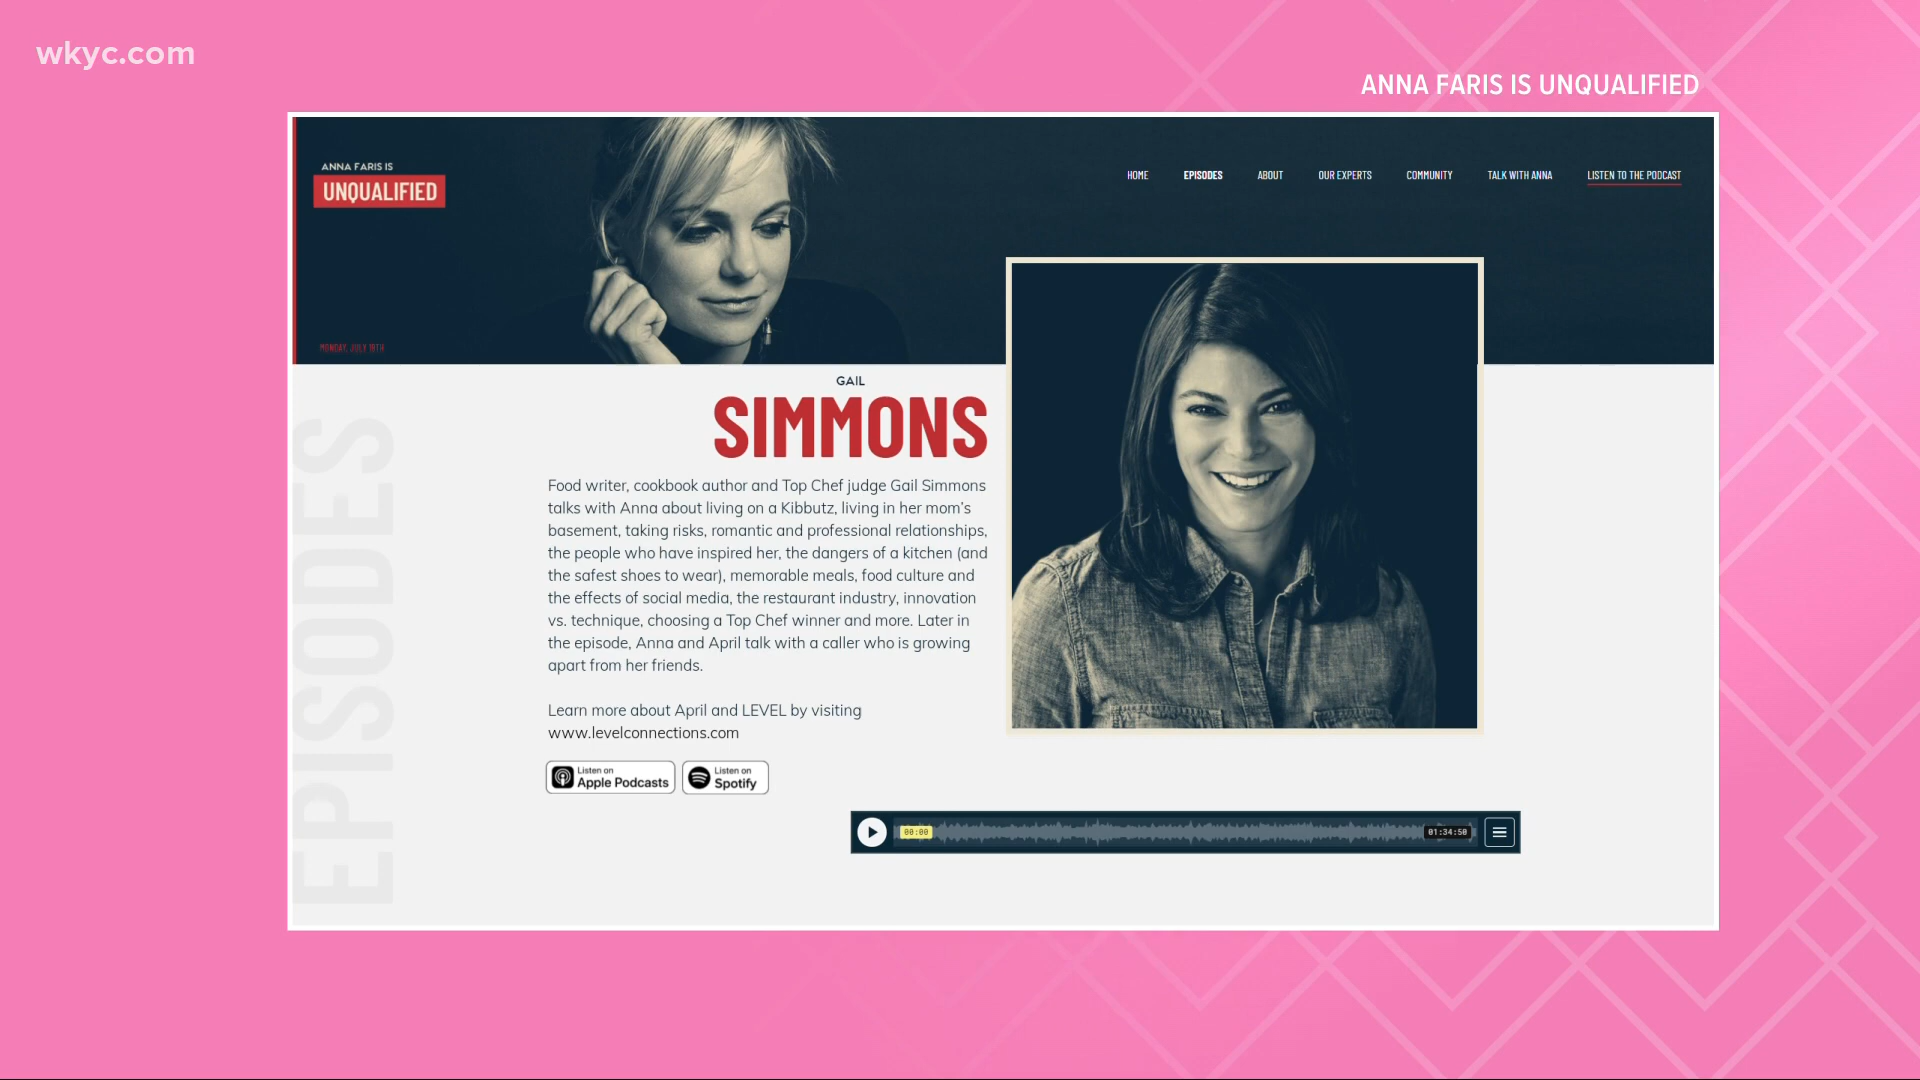 wkyc.com
ANNA FARIS IS UNQUALIFIED
ANNA FARIS IS
UNQUALIFIED
HOME EPISODES ABOUT OUR EXPERTS COMMUNITY TALK WITH ANNA LISTEN TO THE PODCAST
MONDAY, JULY 19TH
EPISODES
GAIL
SIMMONS
Food writer, cookbook author and Top Chef judge Gail Simmons
talks with Anna about living on a Kibbutz, living in her mom's
basement, taking risks, romantic and professional relationships,
the people who have inspired her, the dangers of a kitchen (and
the safest shoes to wear), memorable meals, food culture and
the effects of social media, the restaurant industry, innovation
vs. technique, choosing a Top Chef winner and more. Later in
the episode, Anna and April talk with a caller who is growing
apart from her friends.
Learn more about April and LEVEL by visiting
www.levelconnections.com
Listen on
Apple Podcasts
Listen on
Spotify
00:00
01:34:50